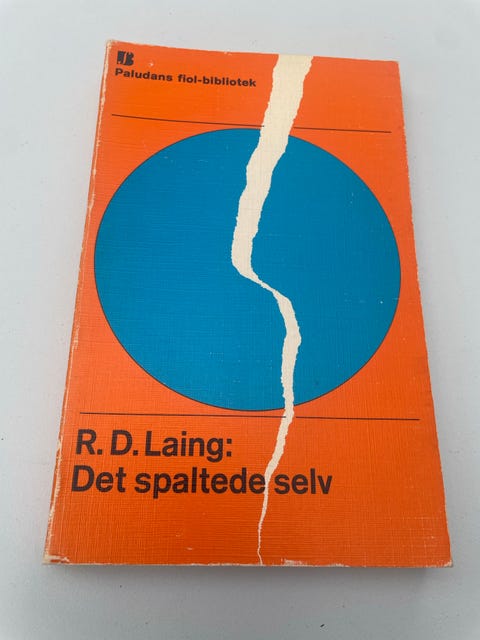 Paludans fiol-bibliotek
R. D. Laing:
Det spaltede selv